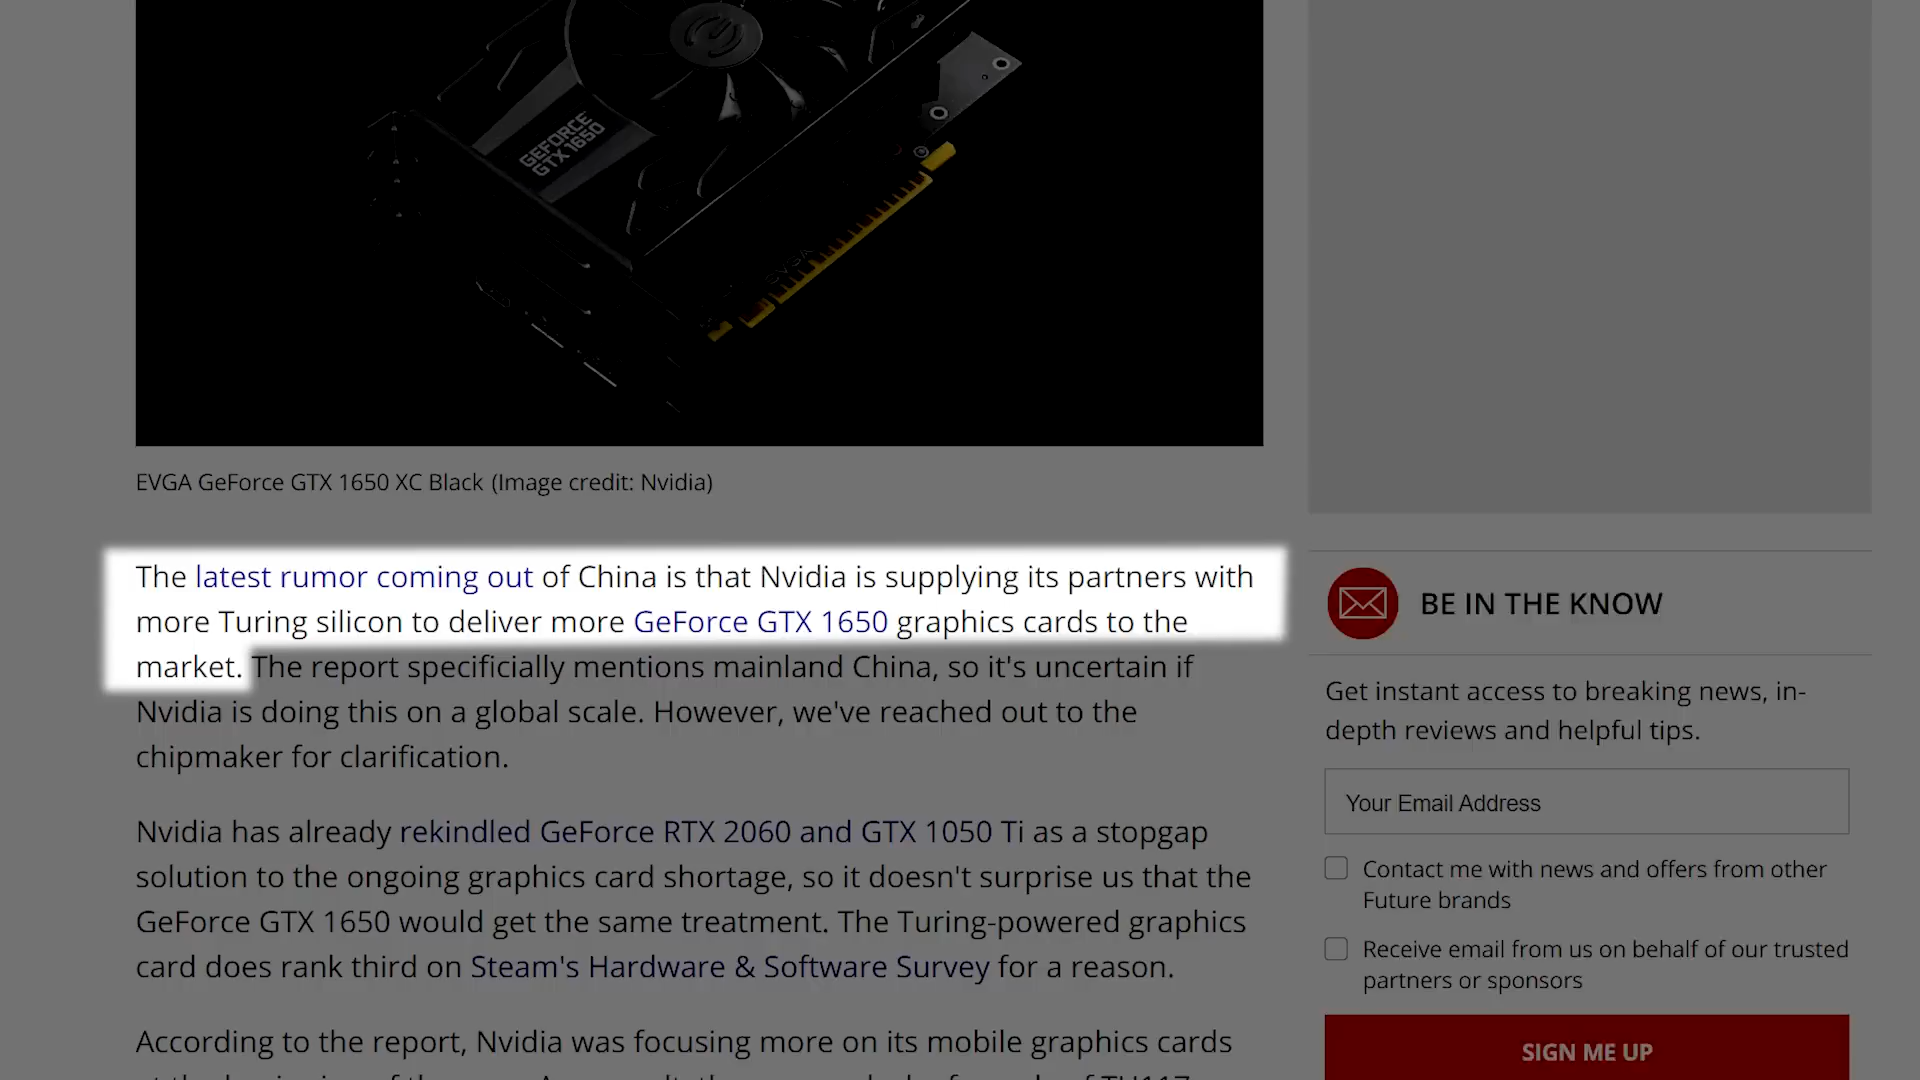 GEFORCE
GTX 1650
EVGA
EVGA GeForce GTX 1650 XC Black (Image credit: Nvidia)
The latest rumor coming out of China is that Nvidia is supplying its partners with
more Turing silicon to deliver more GeForce GTX 1650 graphics cards to the
market. The report specificially mentions mainland China, so it's uncertain if
Nvidia is doing this on a global scale. However, we've reached out to the
chipmaker for clarification.
Nvidia has already rekindled GeForce RTX 2060 and GTX 1050 Ti as a stopgap
solution to the ongoing graphics card shortage, so it doesn't surprise us that the
GeForce GTX 1650 would get the same treatment. The Turing-powered graphics
card does rank third on Steam's Hardware & Software Survey for a reason.
According to the report, Nvidia was focusing more on its mobile graphics cards
BE IN THE KNOW
Get instant access to breaking news, in-
depth reviews and helpful tips.
Your Email Address
Contact me with news and offers from other
Future brands
Receive email from us on behalf of our trusted
partners or sponsors
SIGN ME UP